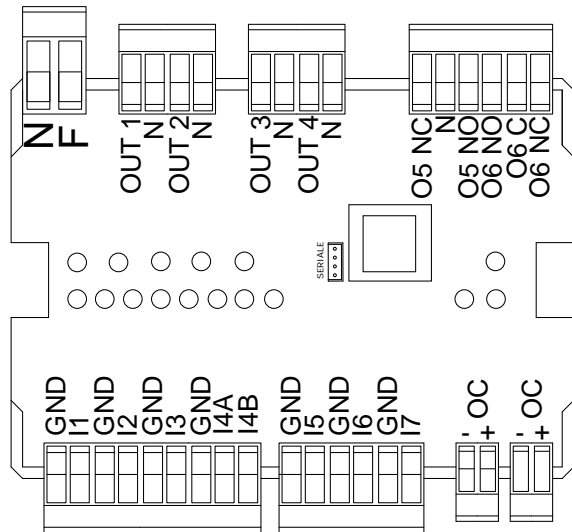 N
F
OUT 1
N
OUT 2
N
OUT 3
N
OUT 4
N
O5 NC
N
O5 NO
O6 NO
O6 C
O6 NC
SERIALE
GND
I1
GND
I2
GND
I3
GND
I4A
I4B
GND
I5
GND
I6
GND
I7
-
+ OC
-
+ OC